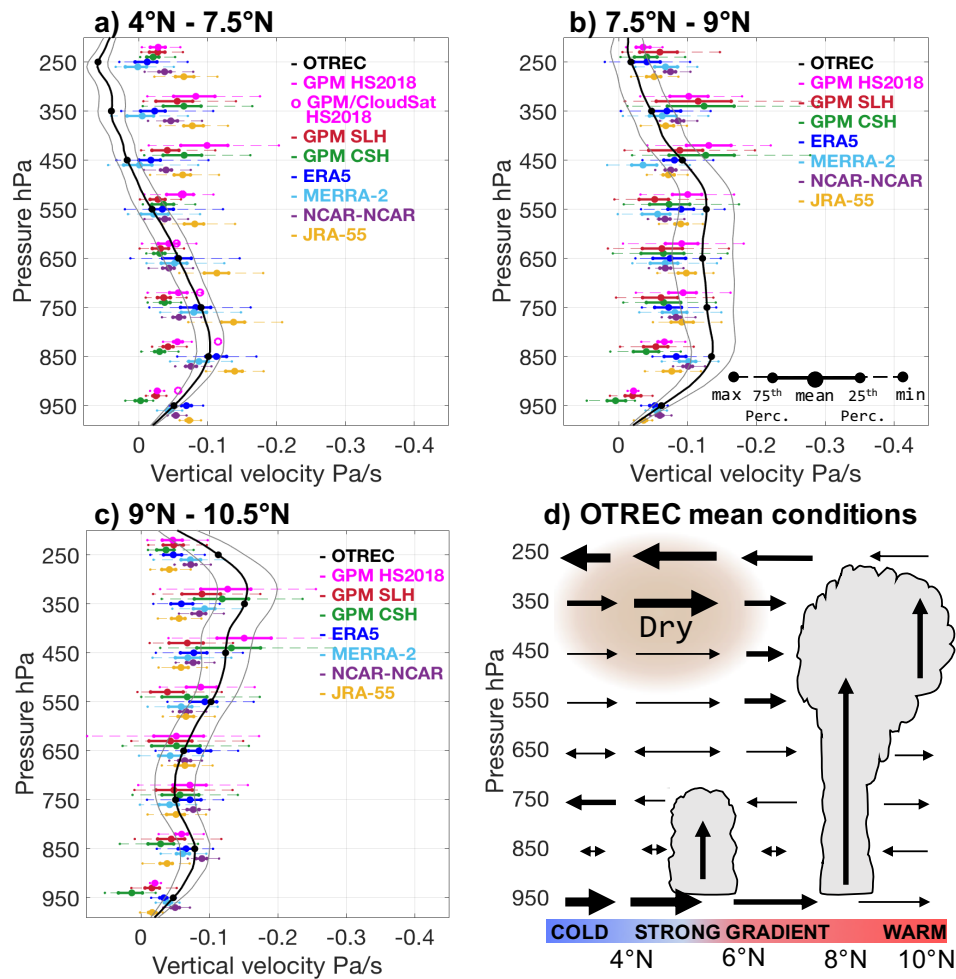 a) 4°N - 7.5°N
250
350
450
550
650
750
850
950
Pressure hPa
- OTREC
- GPM HS2018
o GPM/CloudSat
HS2018
- GPM SLH
- GPM CSH
- ERA5
- MERRA-2
- NCAR-NCAR
- JRA-55
0 -0.1 -0.2 -0.3 -0.4
Vertical velocity Pa/s
b) 7.5°N - 9°N
250
350
450
550
650
750
850
950
Pressure hPa
- OTREC
- GPM HS2018
- GPM SLH
- GPM CSH
- ERA5
- MERRA-2
- NCAR-NCAR
- JRA-55
max 75th Perc. mean 25th Perc. min
0 -0.1 -0.2 -0.3 -0.4
Vertical velocity Pa/s
c) 9°N - 10.5°N
250
350
450
550
650
750
850
950
Pressure hPa
- OTREC
- GPM HS2018
- GPM SLH
- GPM CSH
- ERA5
- MERRA-2
- NCAR-NCAR
- JRA-55
0 -0.1 -0.2 -0.3 -0.4
Vertical velocity Pa/s
d) OTREC mean conditions
250
350
450
550
650
750
850
950
Pressure hPa
Dry
COLD STRONG GRADIENT WARM
4°N 6°N 8°N 10°N